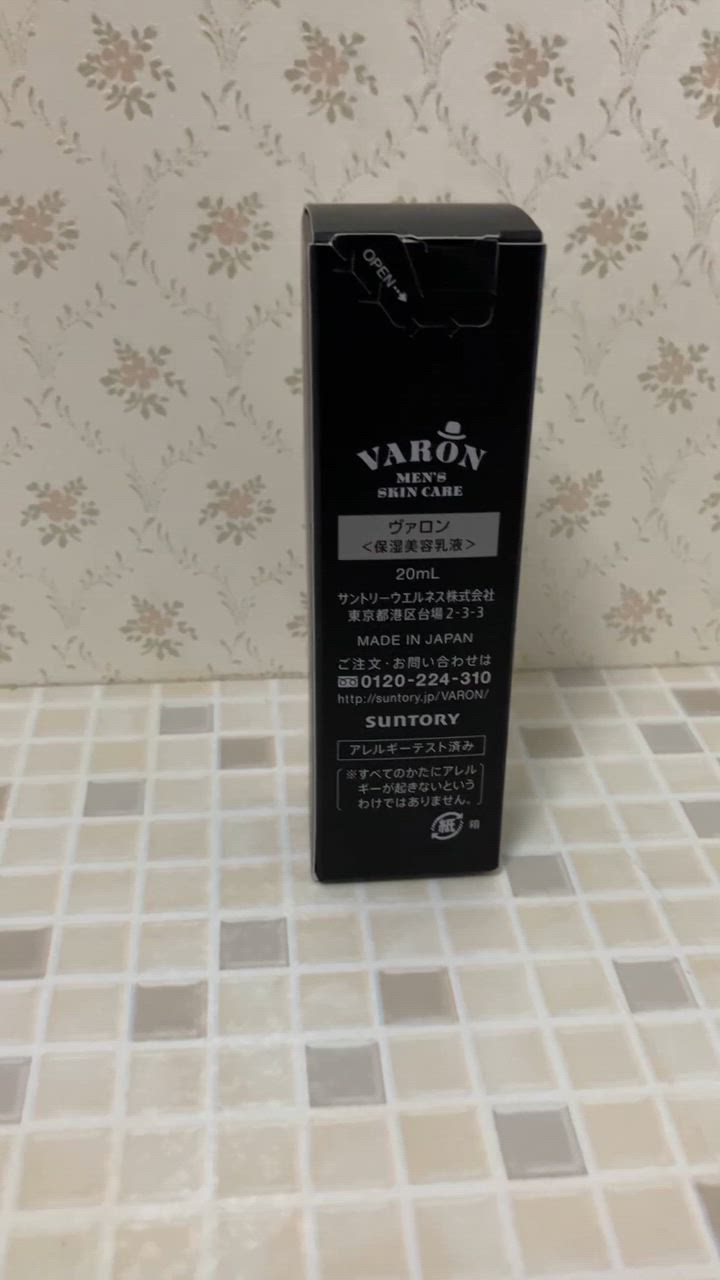 OPEN
VARON
MEN'S
SKIN CARE
ヴァロン
<保湿美容乳液>
20mL
サントリーウエルネス株式会社
東京都港区台場2-3-3
MADE IN JAPAN
ご注文・お問い合わせは
0120-224-310
http://suntory.jp/VARON/
SUNTORY
アレルギーテスト済み
※すべてのかたにアレル
ギーが起きないという
わけではありません。
紙 箱